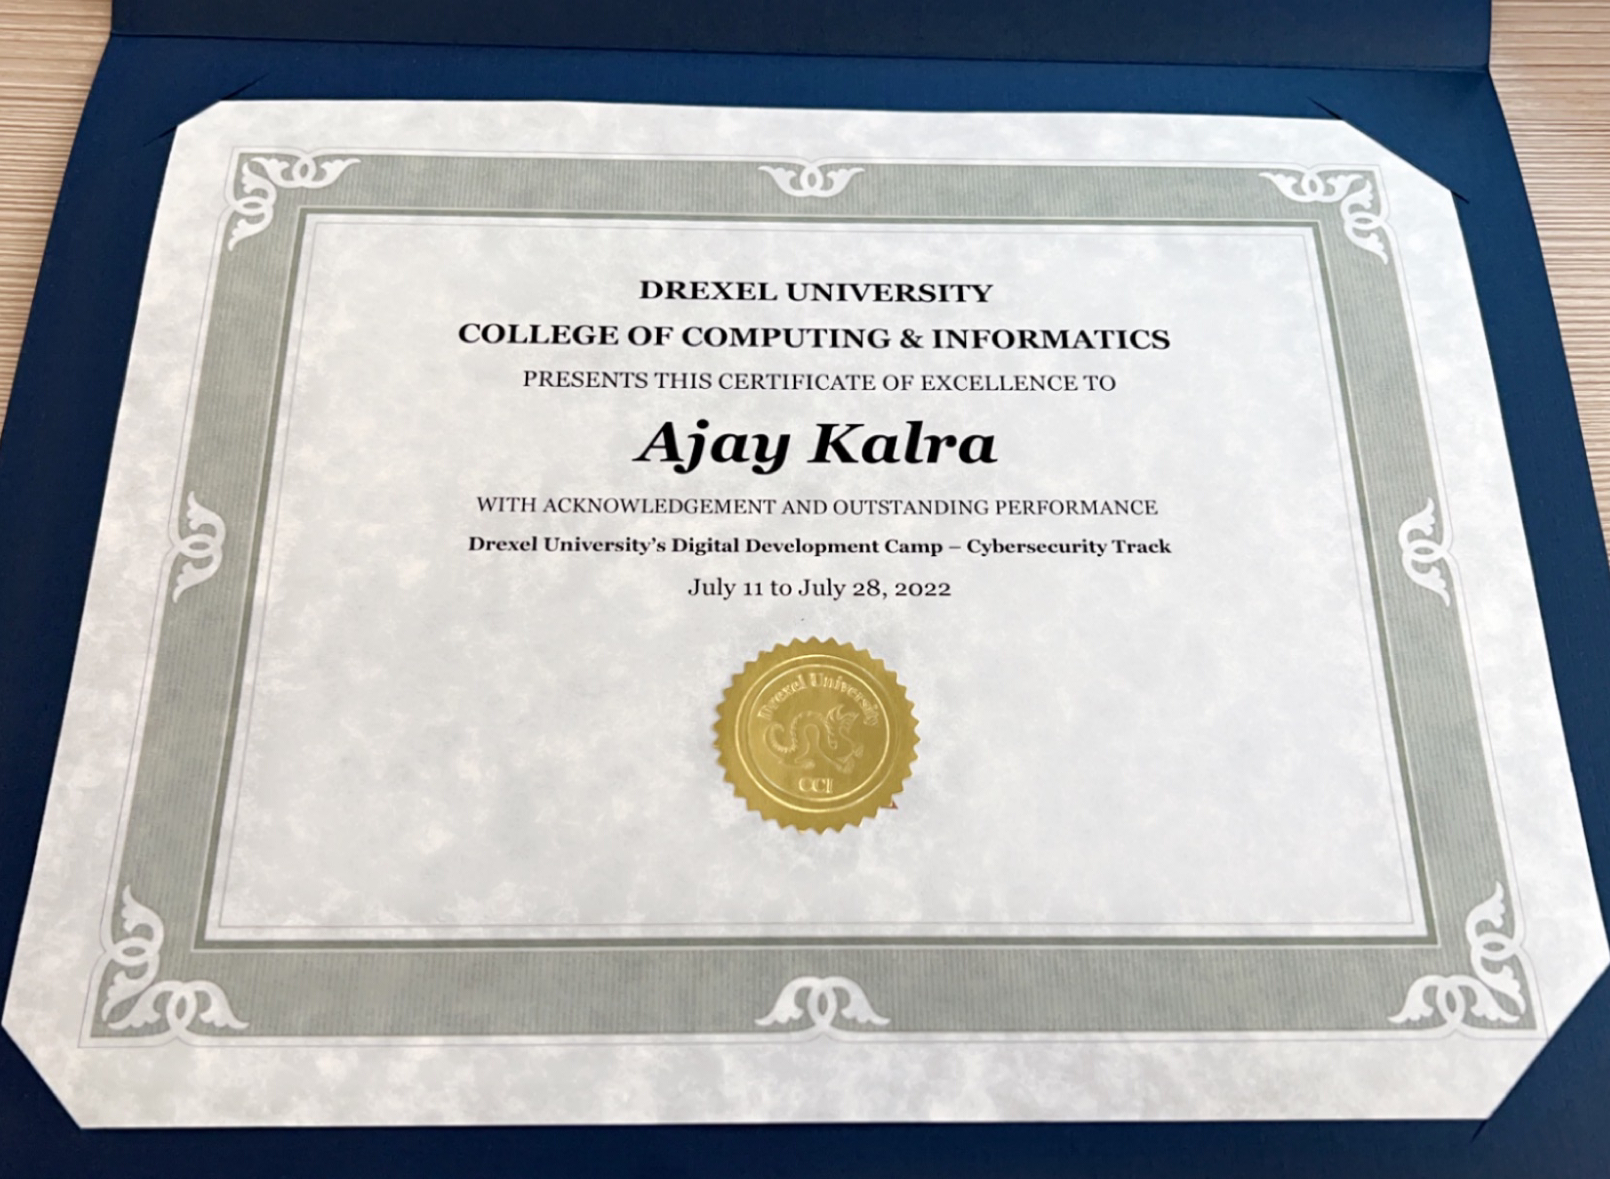 DREXEL UNIVERSITY
COLLEGE OF COMPUTING & INFORMATICS
PRESENTS THIS CERTIFICATE OF EXCELLENCE TO
Ajay Kalra
WITH ACKNOWLEDGEMENT AND OUTSTANDING PERFORMANCE
Drexel University’s Digital Development Camp – Cybersecurity Track
July 11 to July 28, 2022
Drexel University
CCI